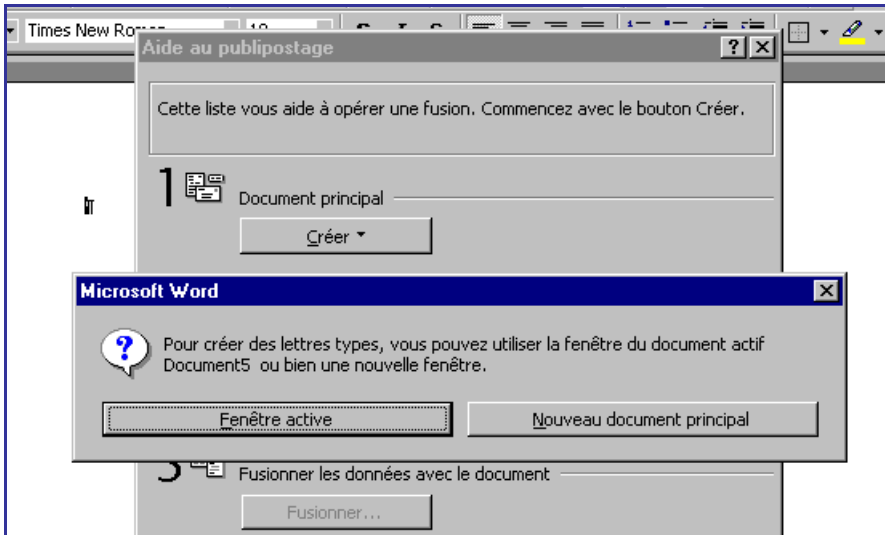 Times New Roman
Aide au publipostage
Cette liste vous aide à opérer une fusion. Commencez avec le bouton Créer.
1
Document principal
Créer
Microsoft Word
Pour créer des lettres types, vous pouvez utiliser la fenêtre du document actif
Document5 ou bien une nouvelle fenêtre.
Fenêtre active
Nouveau document principal
3
Fusionner les données avec le document
Fusionner...